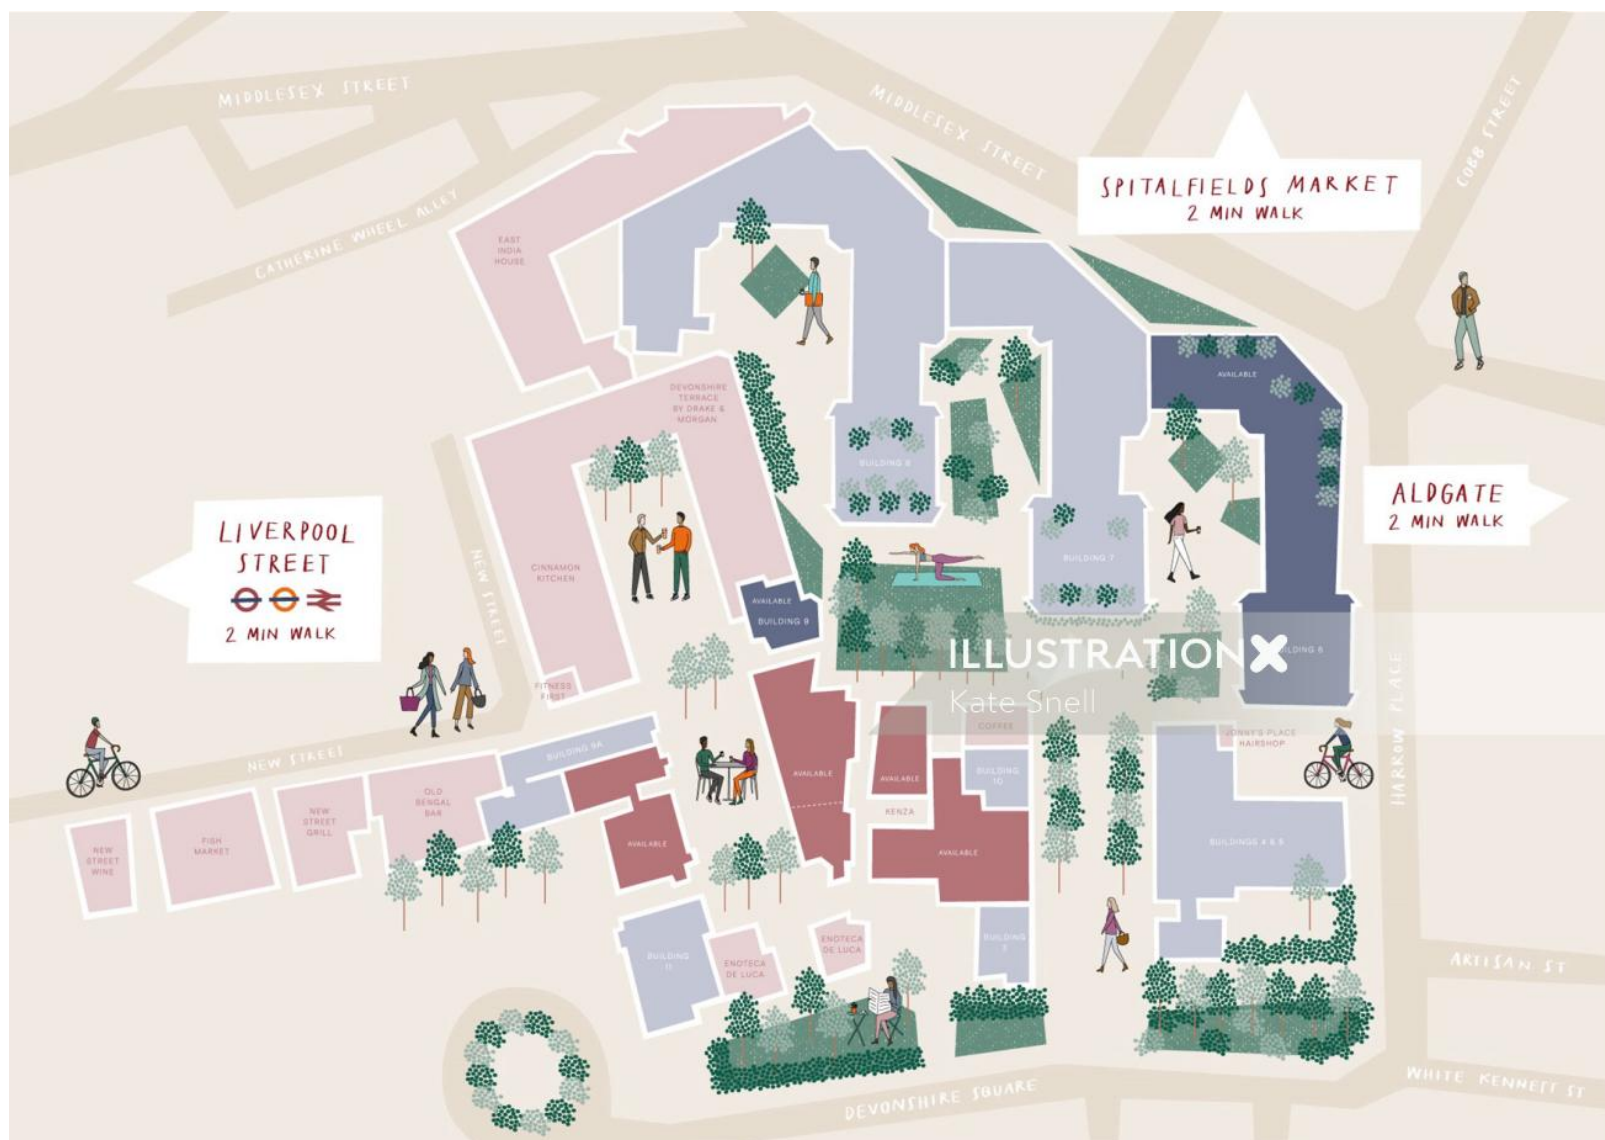 MIDDLESEX STREET
MIDDLESEX STREET
COBB STREET
SPITALFIELDS MARKET
2 MIN WALK
CATHERINE WHEEL ALLEY
EAST
INDIA
HOUSE
AVAILABLE
DEVONSHIRE
TERRACE
BY DRAKE &
MORGAN
BUILDING 8
ALDGATE
2 MIN WALK
LIVERPOOL
STREET
2 MIN WALK
NEW STREET
CINNAMON
KITCHEN
BUILDING 7
AVAILABLE
BUILDING 9
ILLUSTRATIONX
Kate Snell
HARROW PLACE
FITNESS
FIRST
COFFEE
JONNY'S PLACE
HAIRSHOP
NEW STREET
BUILDING 9A
AVAILABLE
AVAILABLE
BUILDING
10
OLD
BENGAL
BAR
NEW
STREET
GRILL
KENZA
FISH
MARKET
AVAILABLE
AVAILABLE
NEW
STREET
WINE
BUILDINGS 4 & 5
ENOTECA
DE LUCA
BUILDING
BUILDING
11
ENOTECA
DE LUCA
ARTISAN ST
WHITE KENNETT ST
DEVONSHIRE SQUARE